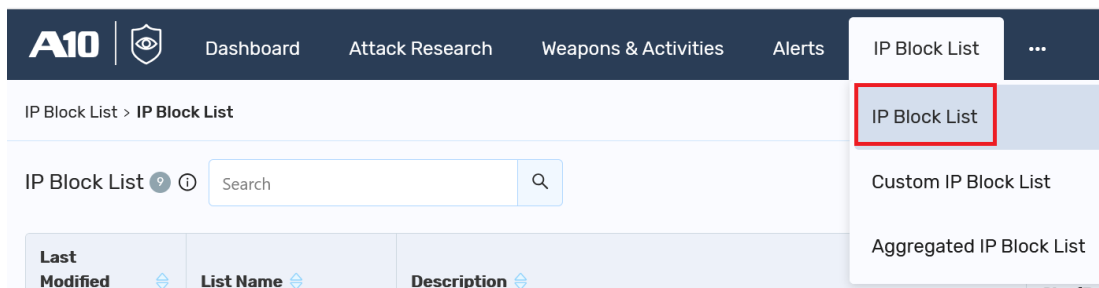 A10 Dashboard Attack Research Weapons & Activities Alerts IP Block List ...
IP Block List > IP Block List
IP Block List
IP Block List 9 Search
Custom IP Block List
Aggregated IP Block List
Last
Modified List Name Description